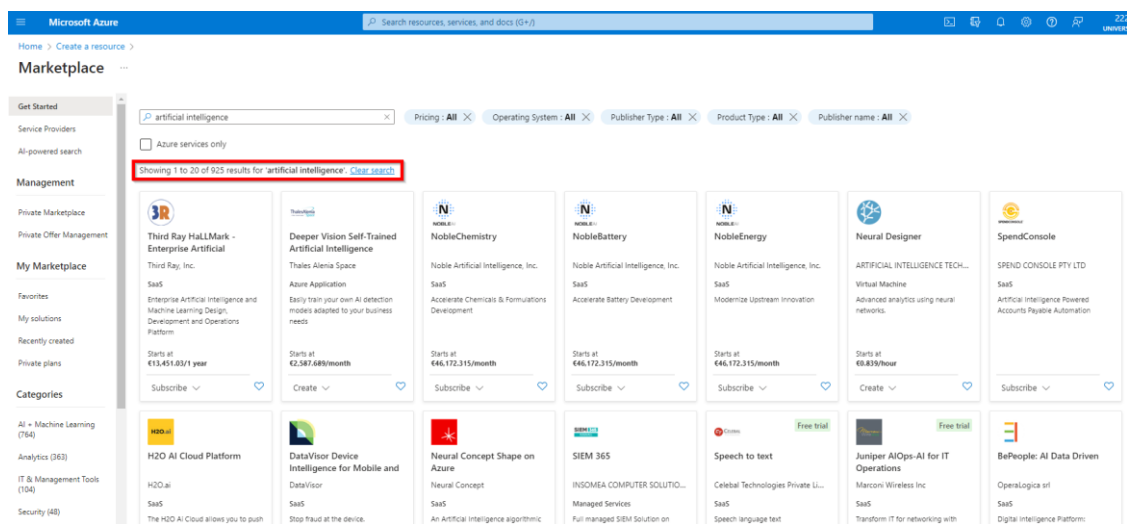 Microsoft Azure
Search resources, services, and docs (G+/)
222
UNIVERS
Home > Create a resource >
Marketplace ...
Get Started
Service Providers
AI-powered search
Management
Private Marketplace
Private Offer Management
My Marketplace
Favorites
My solutions
Recently created
Private plans
Categories
AI + Machine Learning
(764)
Analytics (363)
IT & Management Tools
(104)
Security (48)
artificial intelligence
Pricing : All
Operating System : All
Publisher Type : All
Product Type : All
Publisher name : All
Azure services only
Showing 1 to 20 of 925 results for 'artificial intelligence'. Clear search
3R
Third Ray HaLLMark -
Enterprise Artificial
Third Ray, Inc.
SaaS
Enterprise Artificial Intelligence and
Machine Learning Design,
Development and Operations
Platform
Starts at
€13,451.03/1 year
Subscribe
ThalesAlenia
Deeper Vision Self-Trained
Artificial Intelligence
Thales Alenia Space
Azure Application
Easily train your own AI detection
models adapted to your business
needs
Starts at
€2,587.689/month
Create
N
NOBLE
NobleChemistry
Noble Artificial Intelligence, Inc.
SaaS
Accelerate Chemicals & Formulations
Development
Starts at
€46,172.315/month
Subscribe
N
NOBLE
NobleBattery
Noble Artificial Intelligence, Inc.
SaaS
Accelerate Battery Development
Starts at
€46,172.315/month
Subscribe
N
NOBLE
NobleEnergy
Noble Artificial Intelligence, Inc.
SaaS
Modernize Upstream Innovation
Starts at
€46,172.315/month
Subscribe
Neural Designer
ARTIFICIAL INTELLIGENCE TECH...
Virtual Machine
Advanced analytics using neural
networks.
Starts at
€0.839/hour
Create
SPENDCONSOLE
SpendConsole
SPEND CONSOLE PTY LTD
SaaS
Artificial Intelligence Powered
Accounts Payable Automation
Subscribe
H2O.ai
H2O AI Cloud Platform
H2O.ai
SaaS
The H2O AI Cloud allows you to push
DataVisor Device
Intelligence for Mobile and
DataVisor
SaaS
Stop fraud at the device.
Neural Concept Shape on
Azure
Neural Concept
SaaS
An Artificial Intelligence algorithmic
SIEM 365
SIEM 365
INSOMEA COMPUTER SOLUTIO...
Managed Services
Full managed SIEM Solution on
Free trial
Speech to text
Celebal Technologies Private Li...
SaaS
Speech language text
Free trial
Juniper AIOps-AI for IT
Operations
Marconi Wireless Inc
SaaS
Transform IT for networking with
BePeople: AI Data Driven
OperaLogica srl
SaaS
Digital Intelligence Platform: